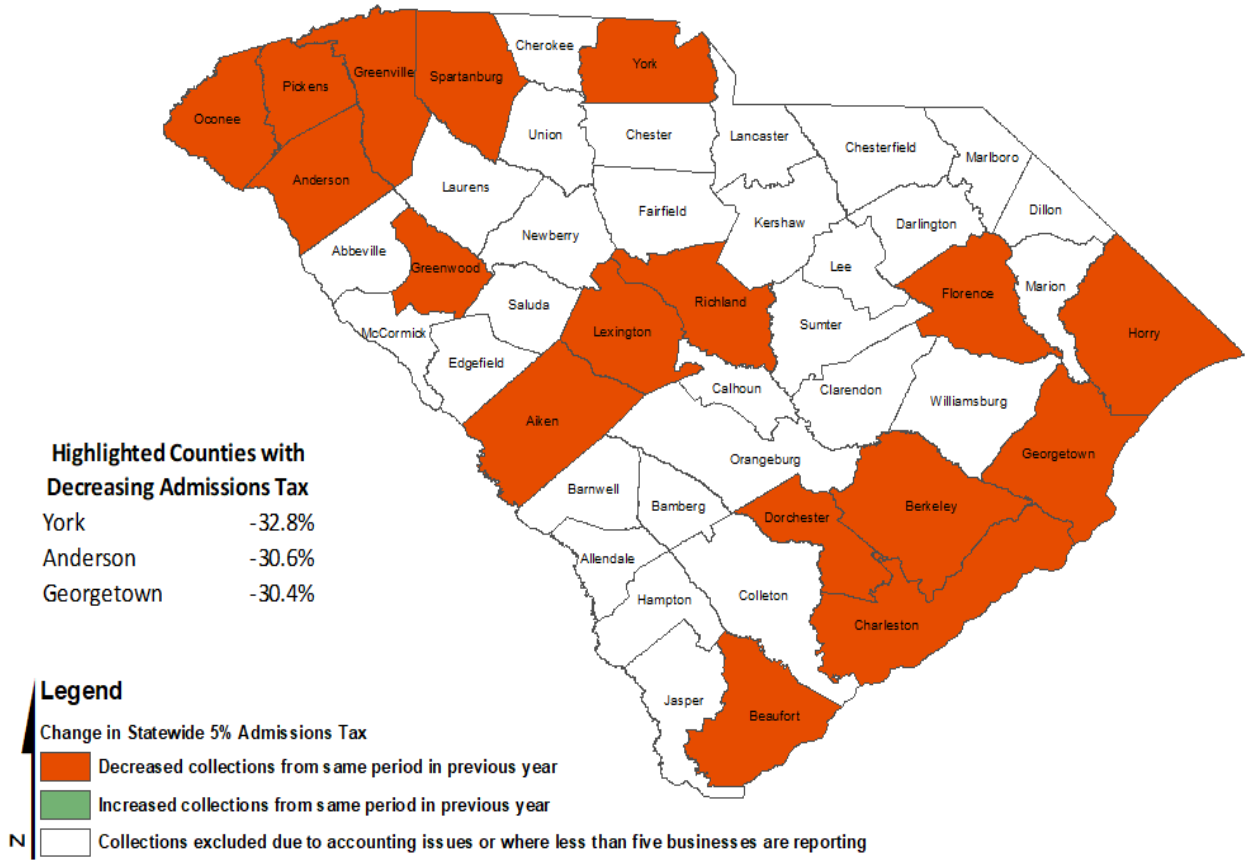 Cherokee
York
Spartanburg
Greenville
Pickens
Oconee
Union
Chester
Lancaster
Chesterfield
Marlboro
Anderson
Laurens
Fairfield
Kershaw
Darlington
Dillon
Abbeville
Newberry
Greenwood
Lee
Marion
Florence
Saluda
Richland
Sumter
Horry
McCormick
Lexington
Edgefield
Calhoun
Clarendon
Williamsburg
Aiken
Orangeburg
Georgetown
Barnwell
Bamberg
Dorchester
Berkeley
Allendale
Hampton
Colleton
Charleston
Jasper
Beaufort
Highlighted Counties with
Decreasing Admissions Tax
York -32.8%
Anderson -30.6%
Georgetown -30.4%
Legend
Change in Statewide 5% Admissions Tax
Decreased collections from same period in previous year
Increased collections from same period in previous year
Collections excluded due to accounting issues or where less than five businesses are reporting
N